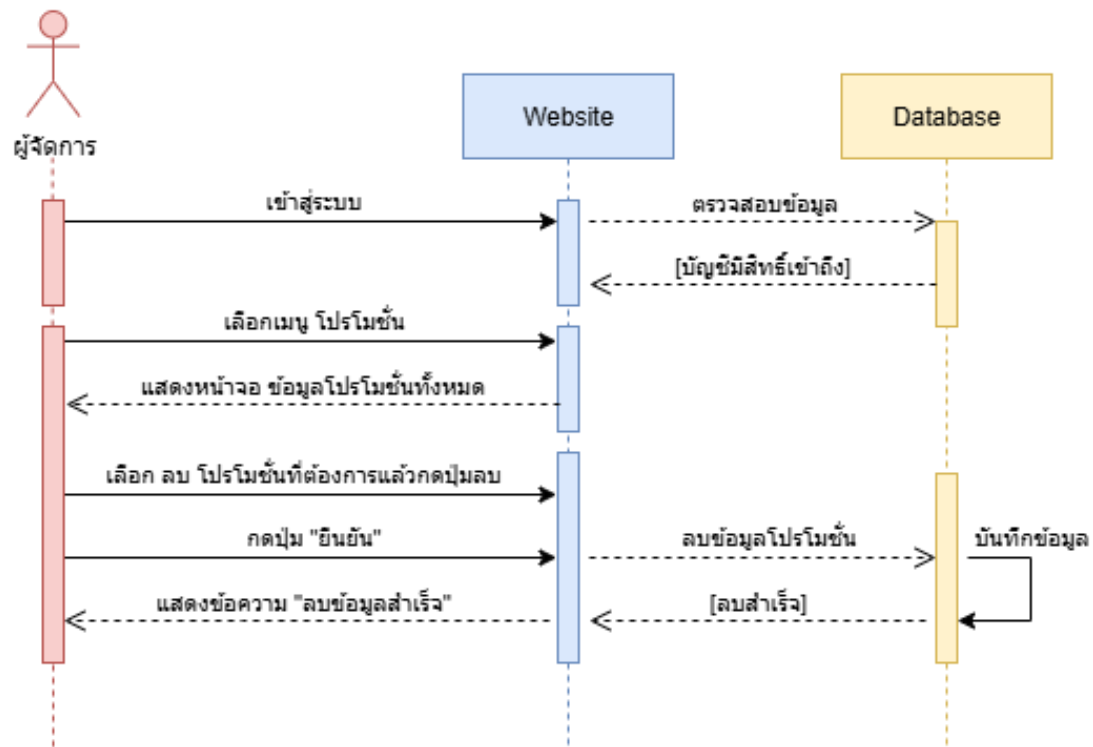 ผู้จัดการ
Website
Database
เข้าสู่ระบบ
ตรวจสอบข้อมูล
[บัญชีมีสิทธิ์เข้าถึง]
เลือกเมนู โปรโมชั่น
แสดงหน้าจอ ข้อมูลโปรโมชั่นทั้งหมด
เลือก ลบ โปรโมชั่นที่ต้องการแล้วกดปุ่มลบ
กดปุ่ม "ยืนยัน"
ลบข้อมูลโปรโมชั่น
บันทึกข้อมูล
แสดงข้อความ "ลบข้อมูลสำเร็จ"
[ลบสำเร็จ]